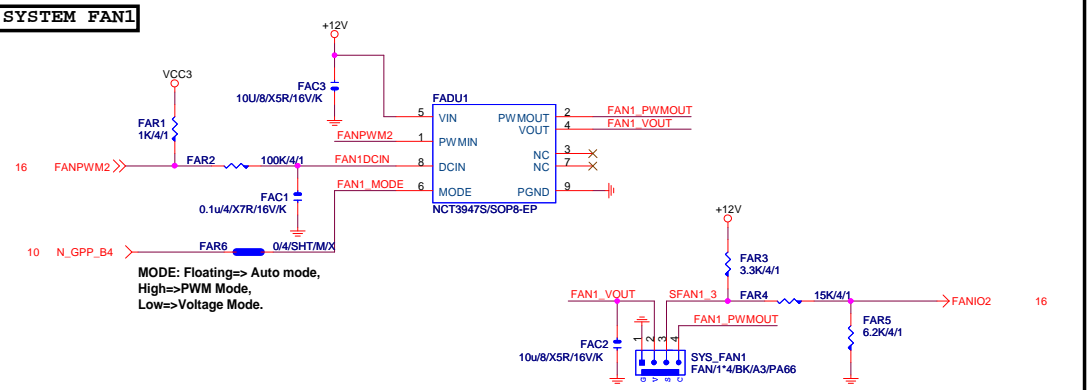 SYSTEM FAN1
+12V
VCC3
FAC3
10U/8/X5R/16V/K
FADU1
FAR1
1K/4/1
5 VIN
PWMOUT 2 FAN1_PWMOUT
VOUT 4 FAN1_VOUT
FANPWM2 1 PWMIN
NC 3
16 FANPWM2
FAR2 100K/4/1
FAN1DCIN 8 DCIN
NC 7
FAC1
0.1u/4/X7R/16V/K
FAN1_MODE 6 MODE
PGND 9
NCT3947S/SOP8-EP
+12V
10 N_GPP_B4
FAR6 0/4/SHT/M/X
MODE: Floating=> Auto mode,
High=>PWM Mode,
Low=>Voltage Mode.
FAR3
3.3K/4/1
FAN1_VOUT
SFAN1_3
FAR4 15K/4/1
FANIO2 16
FAN1_PWMOUT
FAR5
6.2K/4/1
FAC2
10u/8/X5R/16V/K
1 2 3 4
G V S C
SYS_FAN1
FAN/1*4/BK/A3/PA66